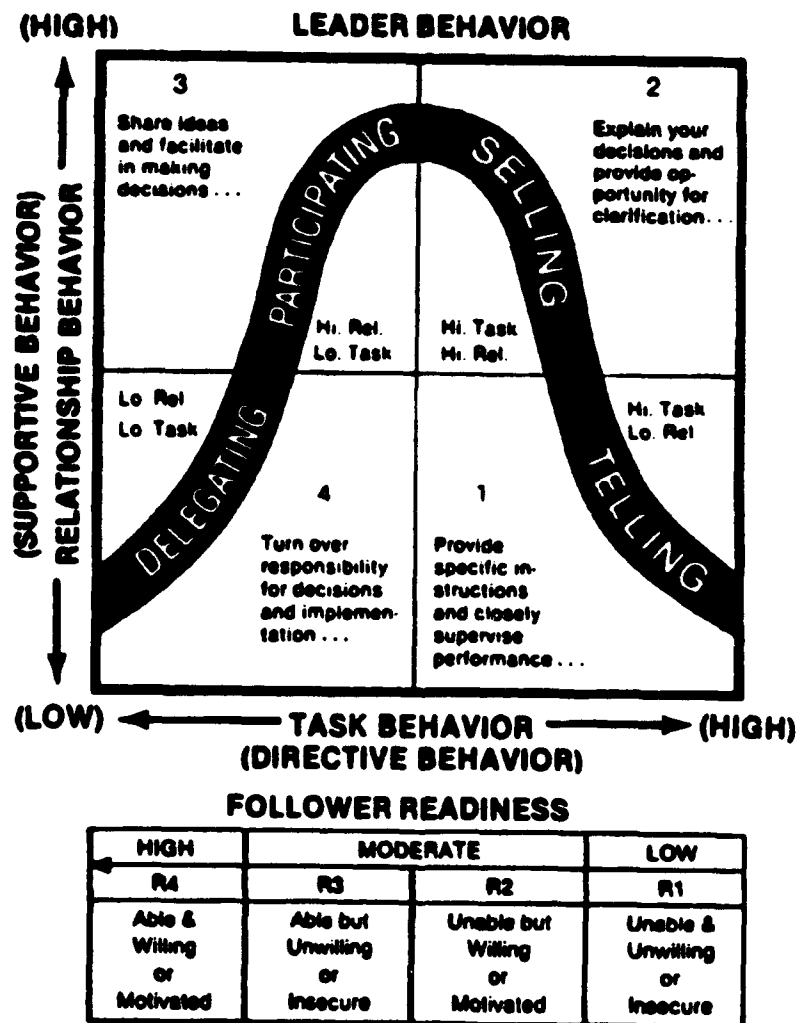 (HIGH) LEADER BEHAVIOR
3
Share ideas
and facilitate
in making
decisions ...
2
Explain your
decisions and
provide op-
portunity for
clarification ...
PARTICIPATING
SELLING
Hi. Rel.
Lo. Task
Hi. Task
Hi. Rel.
Lo Rel
Lo Task
Hi. Task
Lo. Rel
DELEGATING
TELLING
4
Turn over
responsibility
for decisions
and implemen-
tation ...
1
Provide
specific in-
structions
and closely
supervise
performance ...
(SUPPORTIVE BEHAVIOR)
RELATIONSHIP BEHAVIOR
(LOW) TASK BEHAVIOR (HIGH)
(DIRECTIVE BEHAVIOR)
FOLLOWER READINESS
HIGH MODERATE LOW
R4 R3 R2 R1
Able & Able but Unable but Unable &
Willing Unwilling Willing Unwilling
or or or or
Motivated Insecure Motivated Insecure